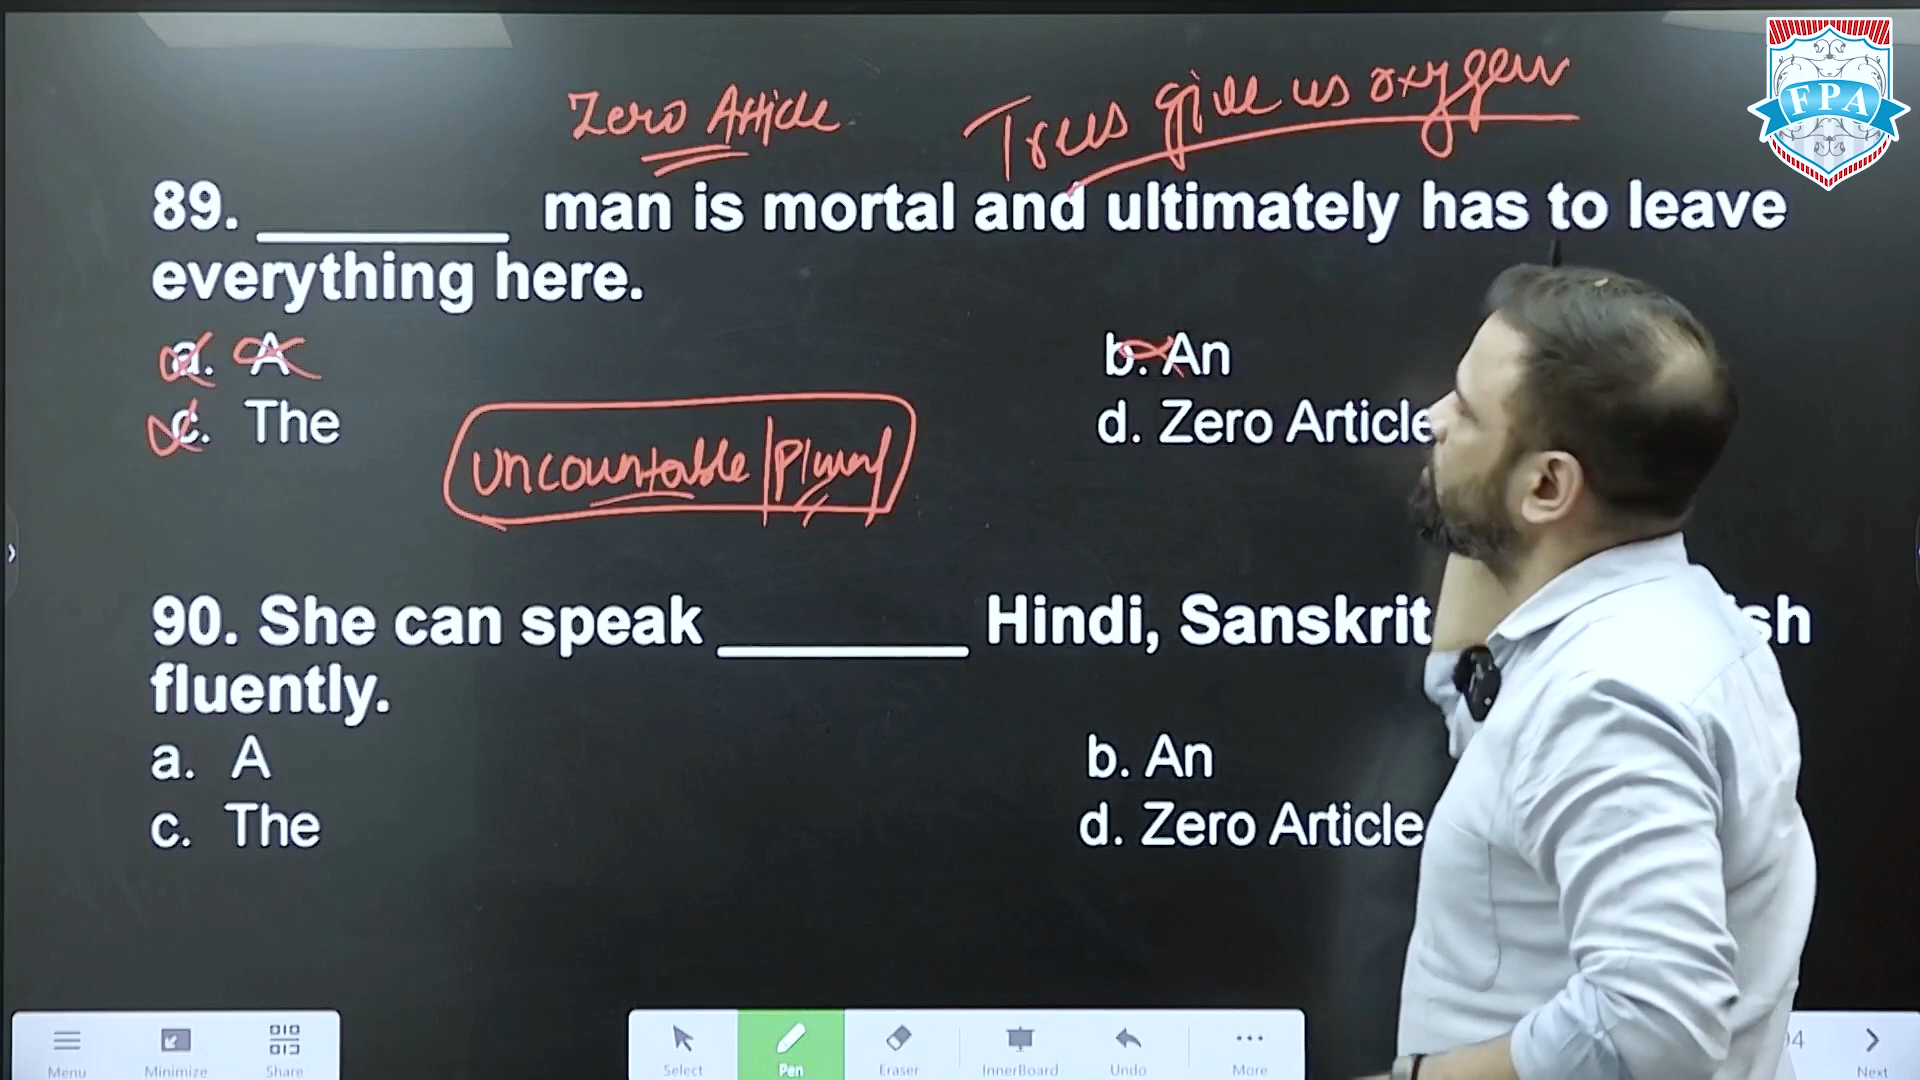 FPA
Zero Article
Trees give us oxygen
89. ________ man is mortal and ultimately has to leave
everything here.
a. A
b. An
c. The
d. Zero Article
uncountable | Plural
90. She can speak ________ Hindi, Sanskrit sh
fluently.
a. A
b. An
c. The
d. Zero Article
Menu
Minimize
Share
Select
Pen
Eraser
InnerBoard
Undo
More
Next